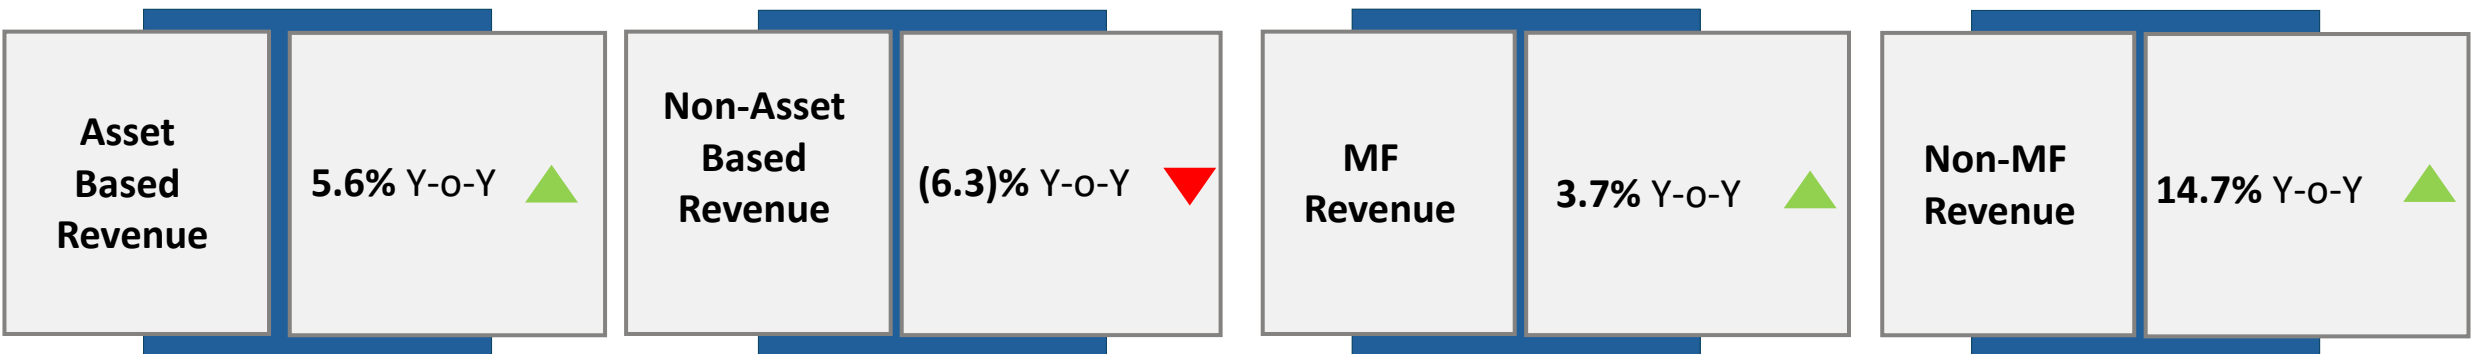 Asset
Based
Revenue
5.6% Y-o-Y
Non-Asset
Based
Revenue
(6.3)% Y-o-Y
MF
Revenue
3.7% Y-o-Y
Non-MF
Revenue
14.7% Y-o-Y